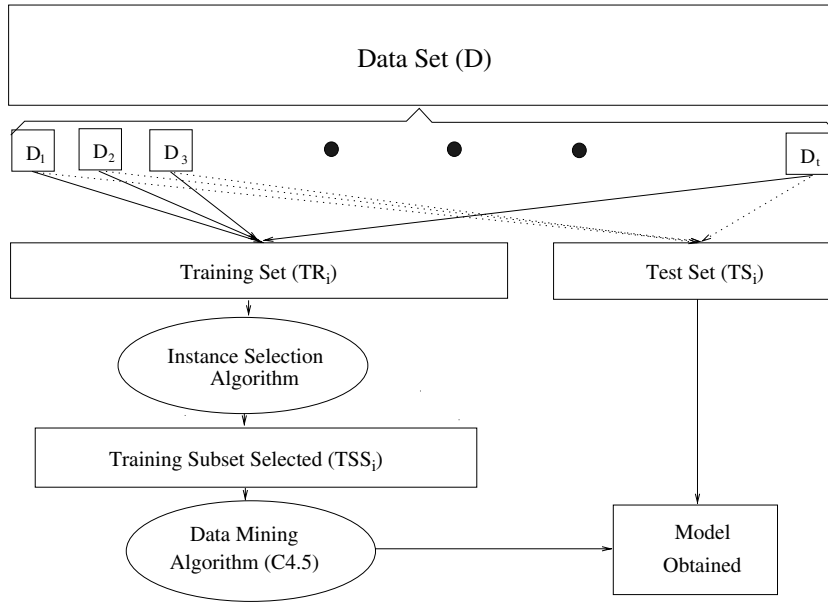 Data Set (D)
D1 D2 D3 Dt
Training Set (TRi)
Test Set (TSi)
Instance Selection
Algorithm
Training Subset Selected (TSSi)
Data Mining
Algorithm (C4.5)
Model
Obtained